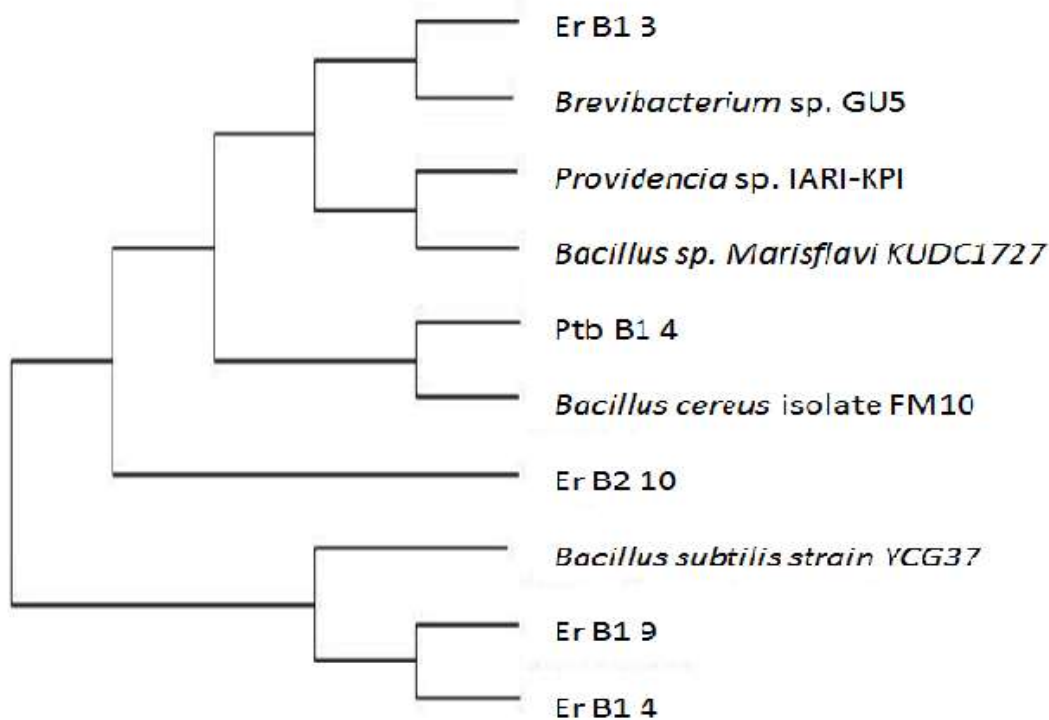 Er B1 3
Brevibacterium sp. GU5
Providencia sp. IARI-KPI
Bacillus sp. Marisflavi KUDC1727
Ptb B1 4
Bacillus cereus isolate FM10
Er B2 10
Bacillus subtilis strain YCG37
Er B1 9
Er B1 4